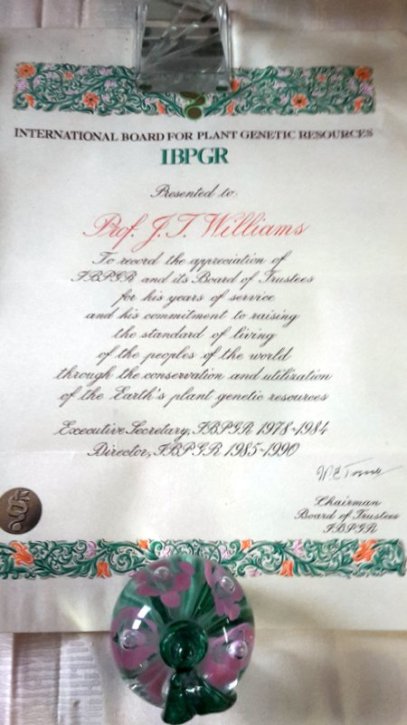 INTERNATIONAL BOARD FOR PLANT GENETIC RESOURCES
IBPGR
Presented to
Prof. J. T. Williams
To record the appreciation of
IBPGR and its Board of Trustees
for his years of service
and his commitment to raising
the standard of living
of the peoples of the world
through the conservation and utilization
of the Earth's plant genetic resources
Executive Secretary, IBPGR 1978-1984
Director, IBPGR 1985-1990
Chairman
Board of Trustees
IBPGR